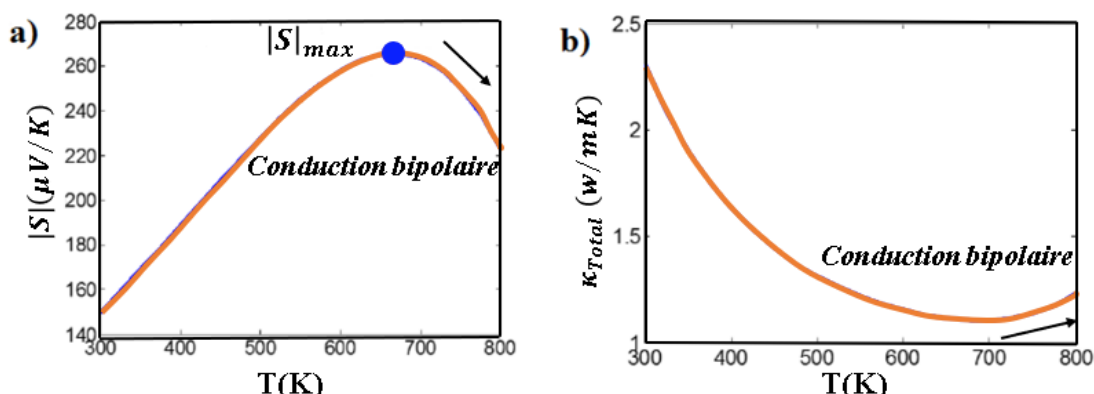 a)
|S|(μV/K)
280
260
240
220
200
180
160
140
|S|max
Conduction bipolaire
300 400 500 600 700 800
T(K)
b)
κTotal (w/mK)
2.5
2
1.5
1
Conduction bipolaire
300 400 500 600 700 800
T(K)